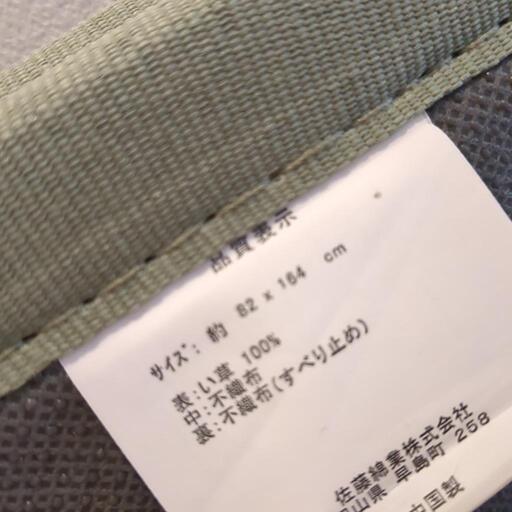 品質表示
サイズ: 約 82 x 164 cm
表:い草 100%
中:不織布
裏:不織布(すべり止め)
佐藤綿業株式会社
岡山県 早島町 258
中国製